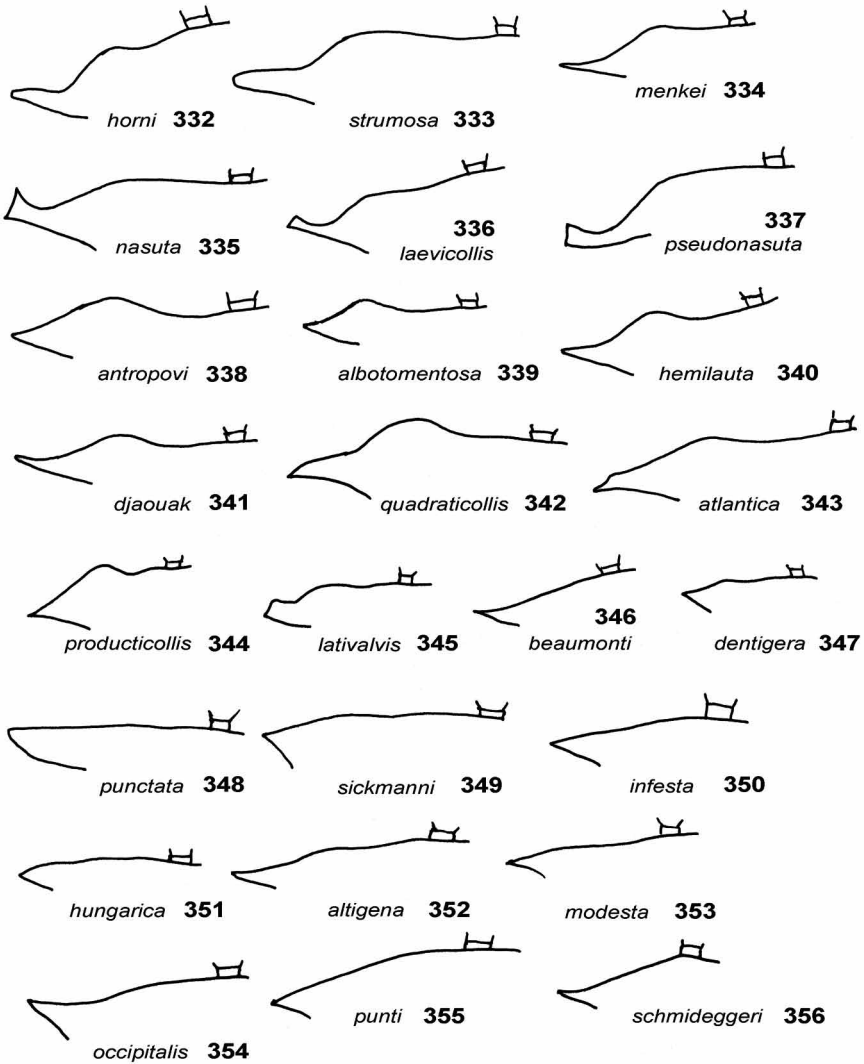 horni 332
strumosa 333
menkei 334
nasuta 335
336
laevicollis
337
pseudonasuta
antropovi 338
albotomentosa 339
hemilauta 340
djaouak 341
quadraticollis 342
atlantica 343
producticollis 344
lativalvis 345
346
beaumonti
dentigera 347
punctata 348
sickmanni 349
infesta 350
hungarica 351
altigena 352
modesta 353
occipitalis 354
punti 355
schmideggeri 356